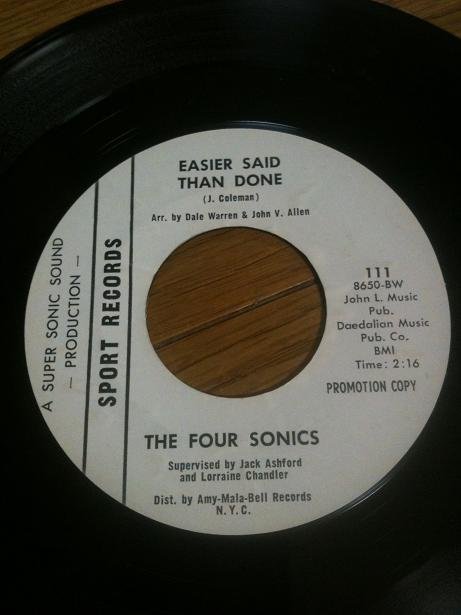 EASIER SAID
THAN DONE
(J. Coleman)
Arr. by Dale Warren & John V. Allen
A SUPER SONIC SOUND
— PRODUCTION —
SPORT RECORDS
111
8650-BW
John L. Music
Pub.
Daedalian Music
Pub. Co,
BMI
Time: 2:16
PROMOTION COPY
THE FOUR SONICS
Supervised by Jack Ashford
and Lorraine Chandler
Dist. by Amy-Mala-Bell Records
N.Y.C.